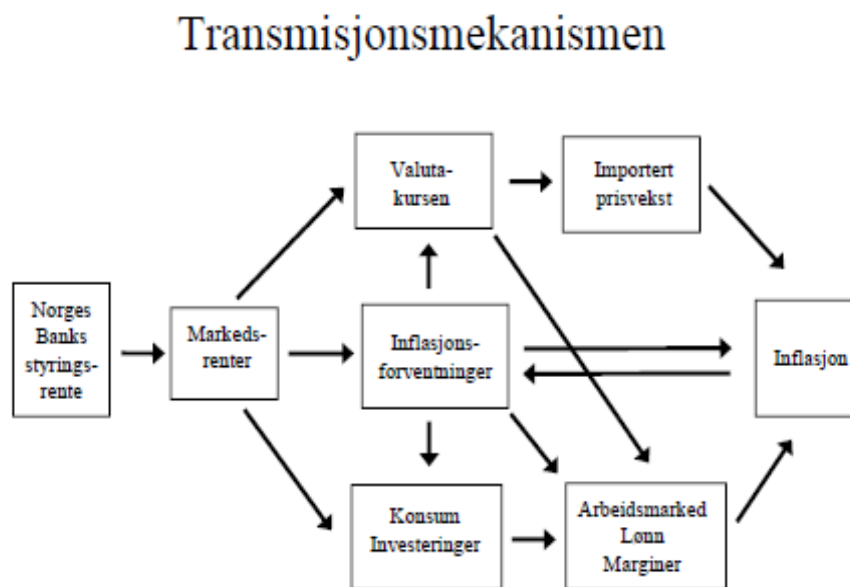 Transmisjonsmekanismen
Valuta-
kursen
Importert
prisvekst
Norges
Banks
styrings-
rente
Markeds-
renter
Inflasjons-
forventninger
Inflasjon
Konsum
Investeringer
Arbeidsmarked
Lønn
Marginer